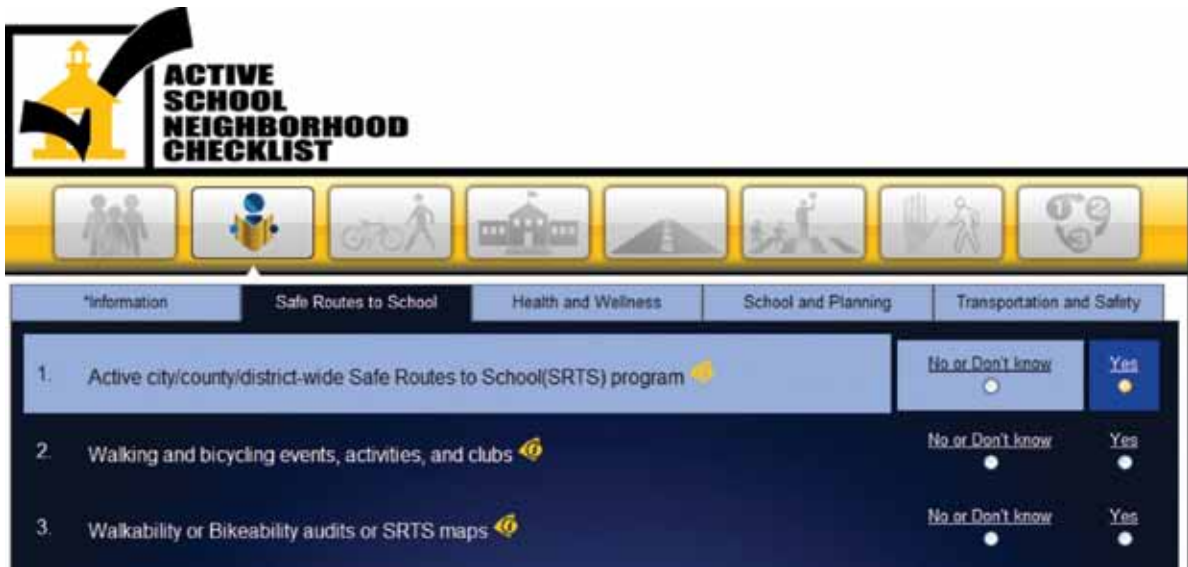 ACTIVE
SCHOOL
NEIGHBORHOOD
CHECKLIST
1 2
3
*Information Safe Routes to School Health and Wellness School and Planning Transportation and Safety
1. Active city/county/district-wide Safe Routes to School(SRTS) program No or Don't know Yes
2. Walking and bicycling events, activities, and clubs No or Don't know Yes
3. Walkability or Bikeability audits or SRTS maps No or Don't know Yes